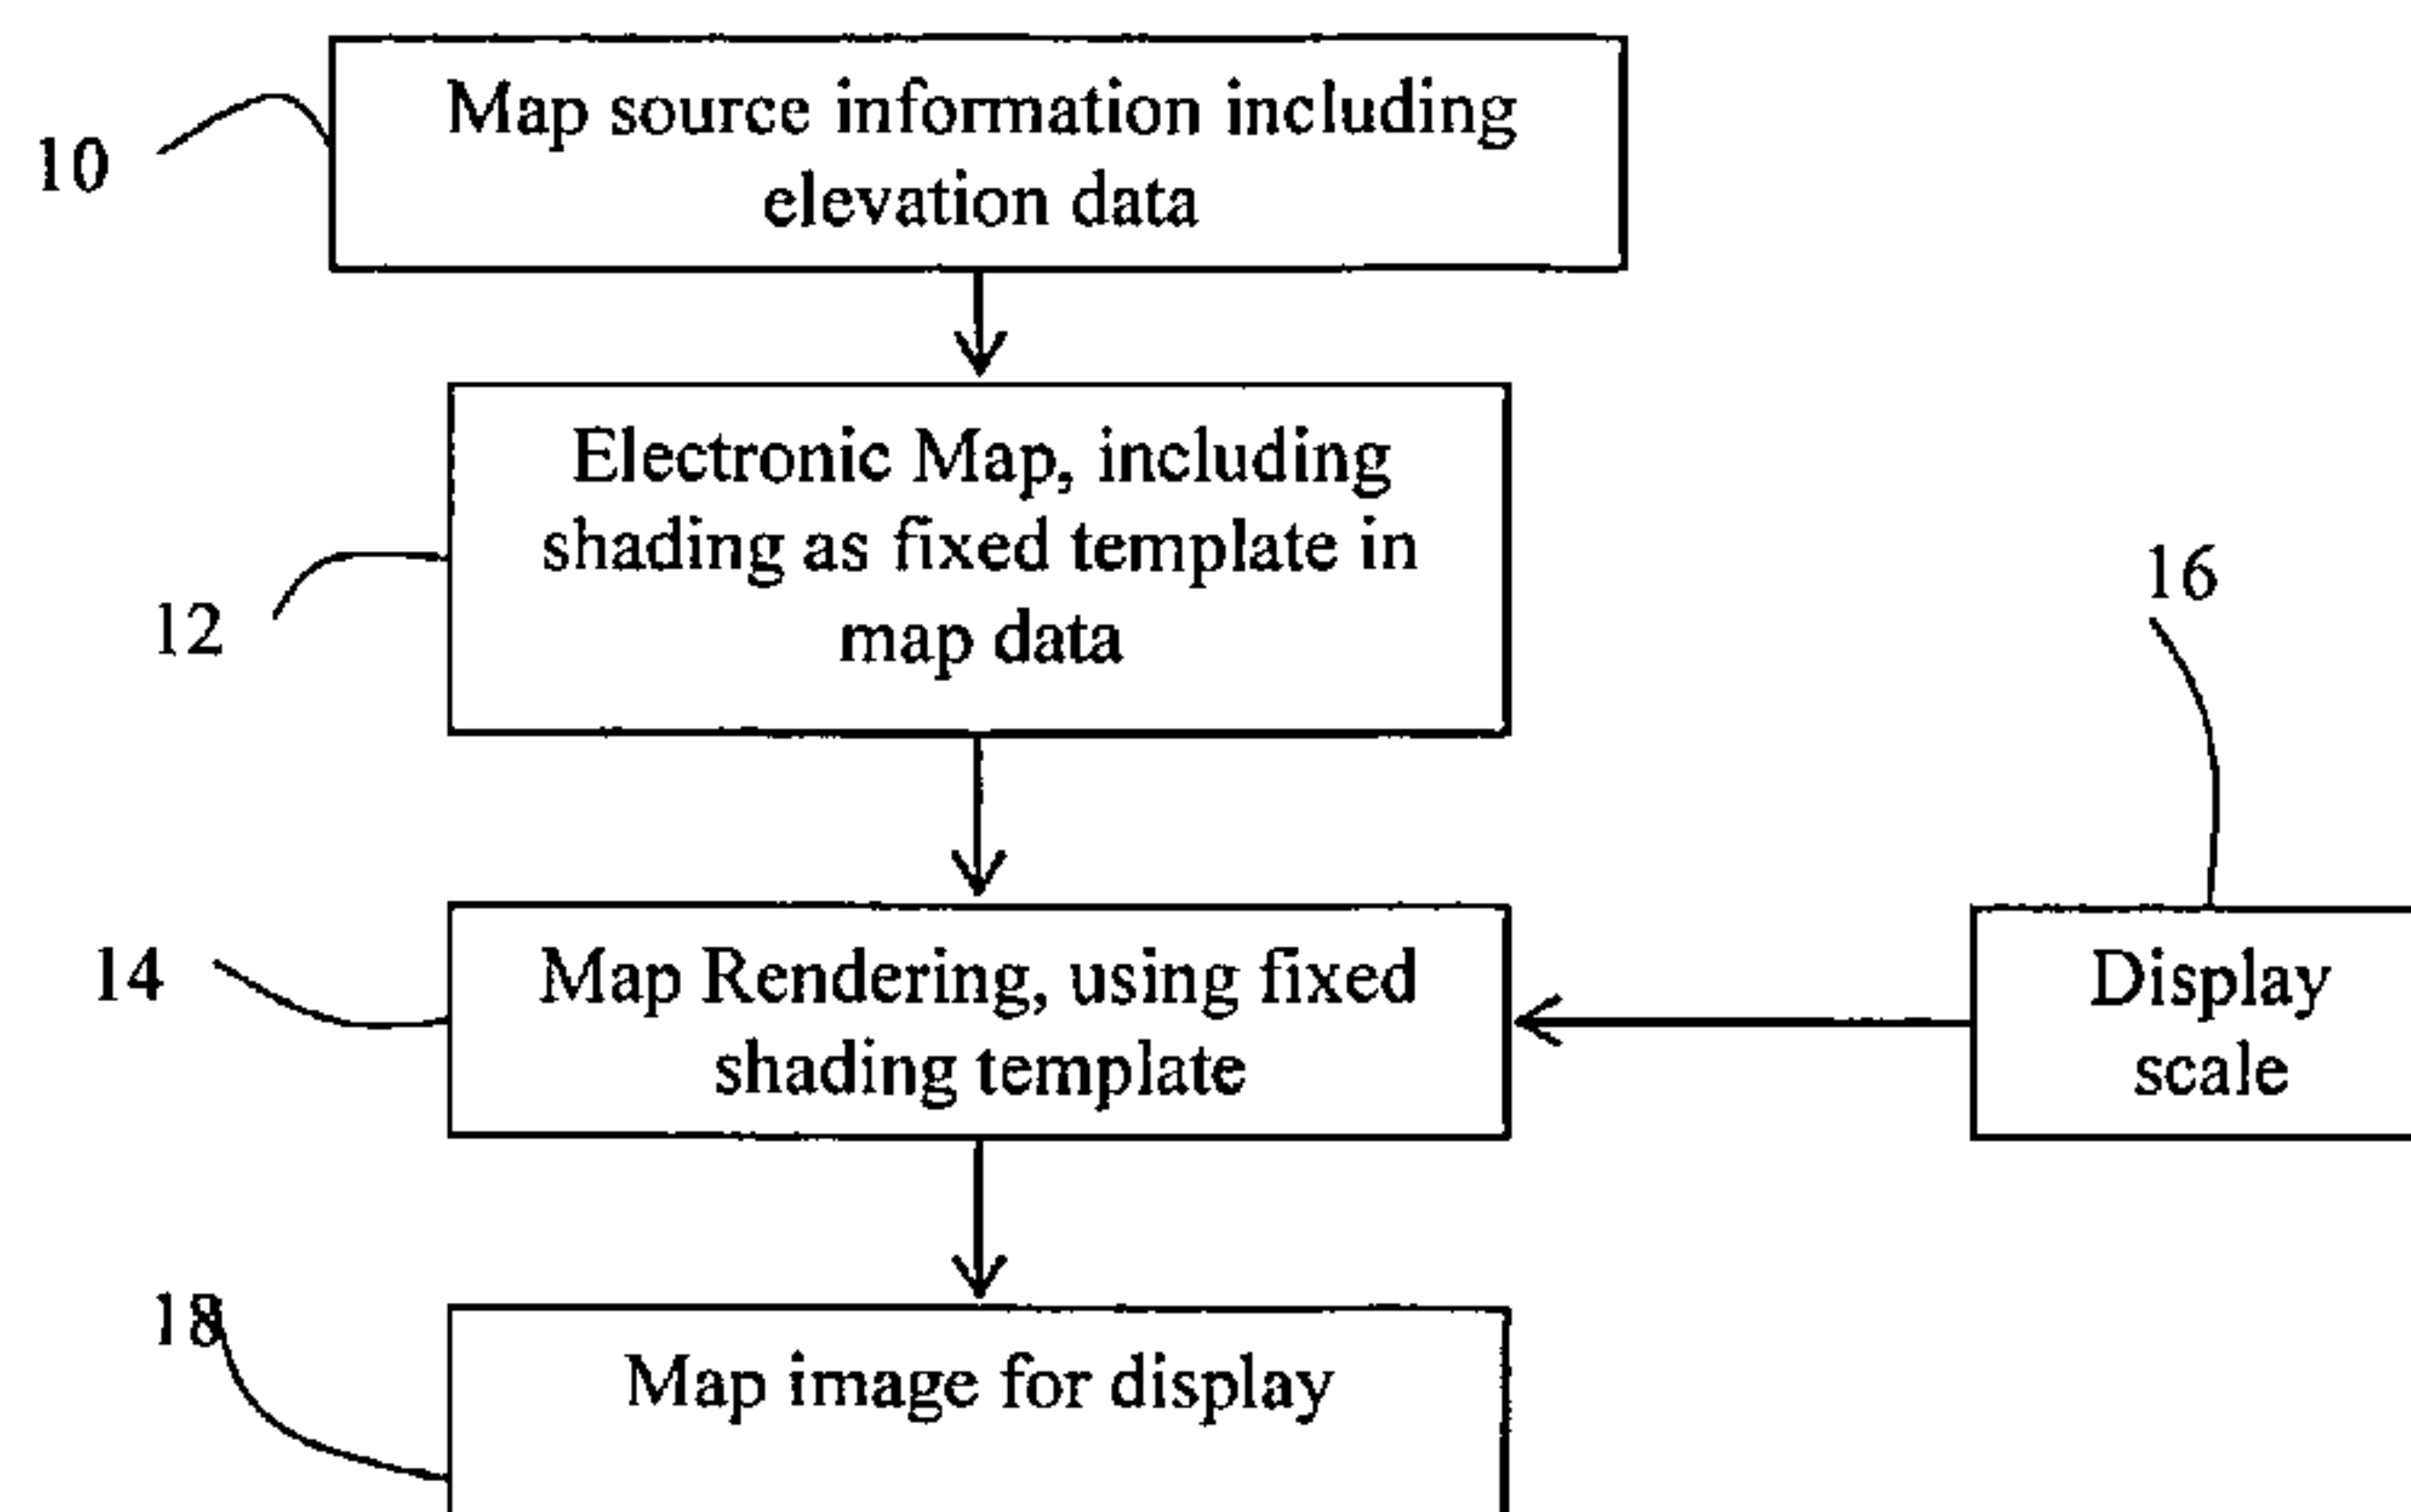 Map source information including
elevation data
10
Electronic Map, including
shading as fixed template in
map data
12
16
Map Rendering, using fixed
shading template
14
Display
scale
18
Map image for display